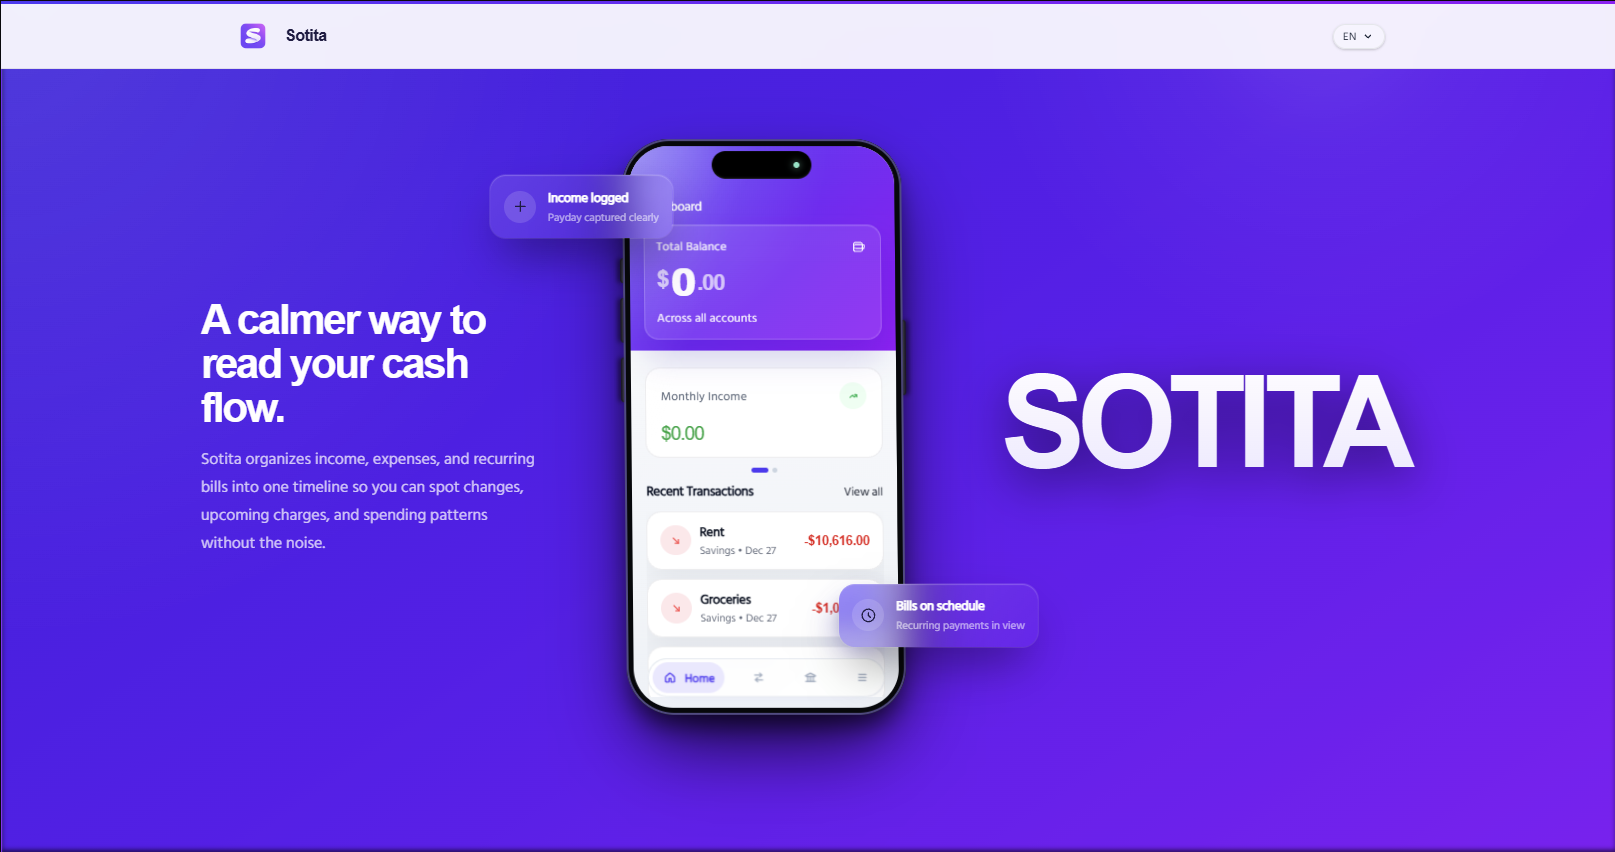 Sotita
EN
Income logged
Payday captured clearly
board
Total Balance
$0.00
Across all accounts
A calmer way to
read your cash
flow.
Sotita organizes income, expenses, and recurring
bills into one timeline so you can spot changes,
upcoming charges, and spending patterns
without the noise.
Monthly Income
$0.00
Recent Transactions
View all
Rent
Savings • Dec 27
-$10,616.00
Groceries
Savings • Dec 27
-$1,0
Bills on schedule
Recurring payments in view
Home
SOTITA